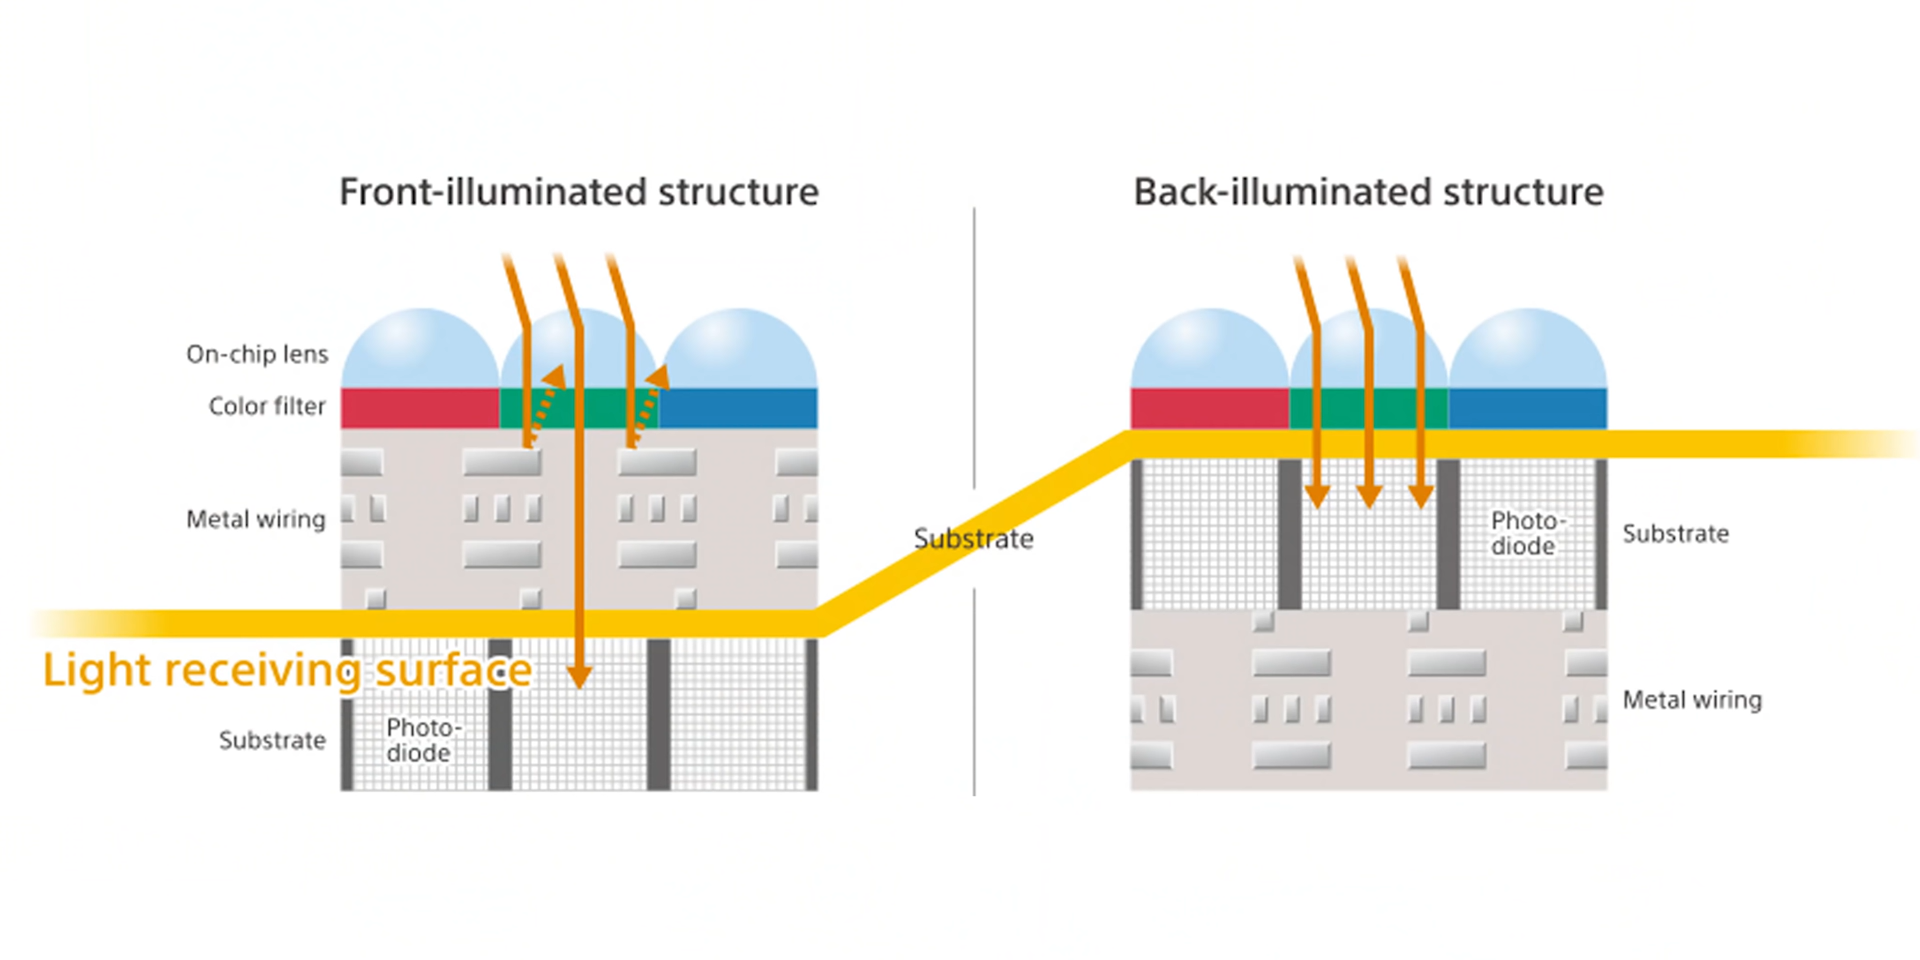 Front-illuminated structure
Back-illuminated structure
On-chip lens
Color filter
Metal wiring
Light receiving surface
Substrate
Photo-
diode
Substrate
Photo-
diode
Substrate
Metal wiring